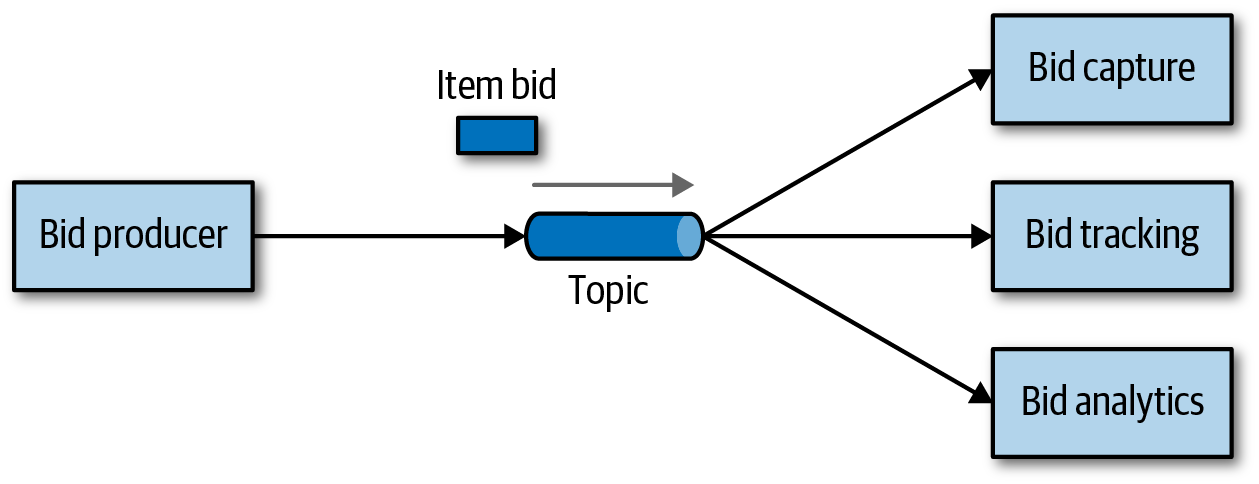 Item bid
Bid producer
Topic
Bid capture
Bid tracking
Bid analytics